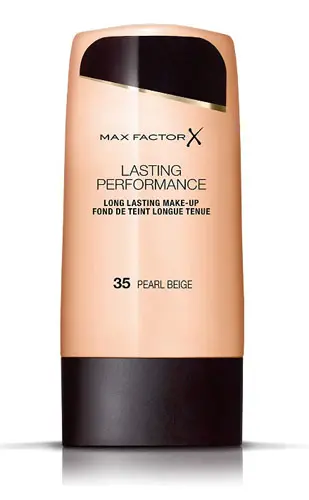 MAX FACTOR X
LASTING
PERFORMANCE
LONG LASTING MAKE-UP
FOND DE TEINT LONGUE TENUE
35 PEARL BEIGE